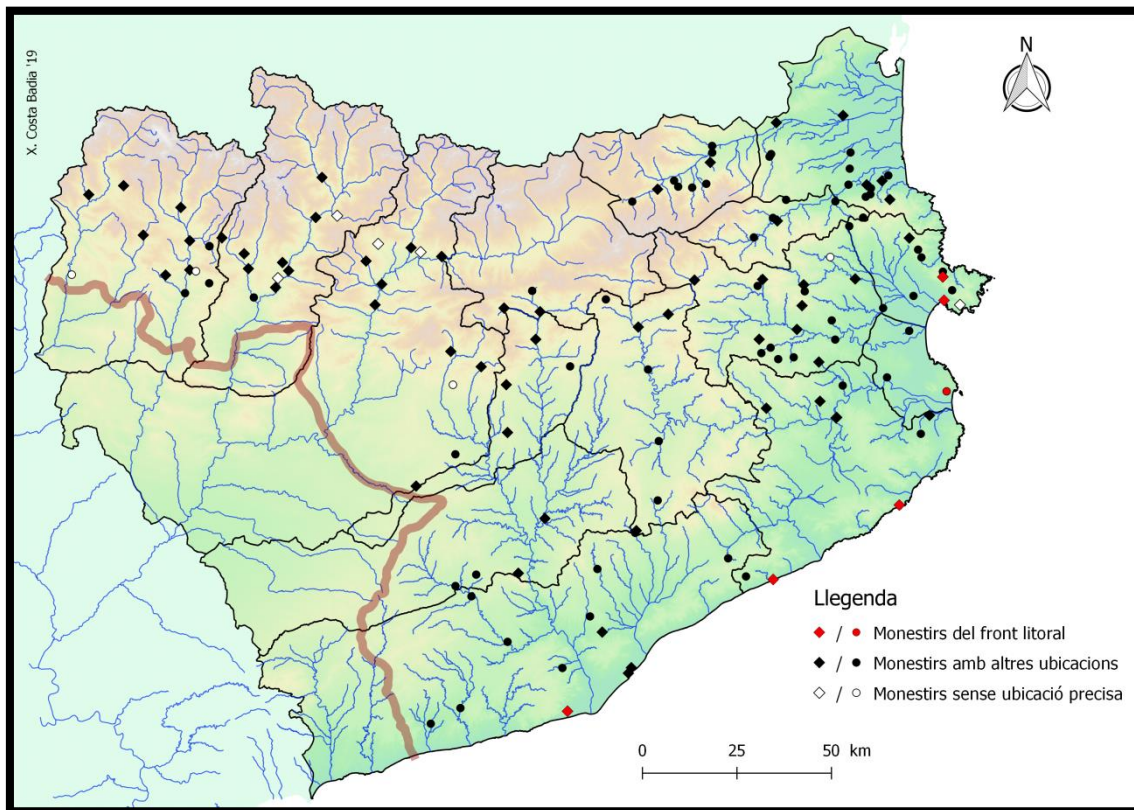 X. Costa Badia '19
N
Llegenda
/ Monestirs del front litoral
/ Monestirs amb altres ubicacions
/ Monestirs sense ubicació precisa
0 25 50 km